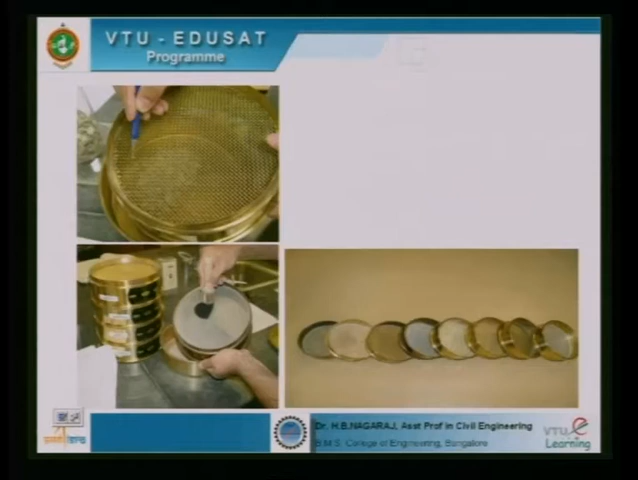 VTU - EDUSAT
Programme
Dr. H.B.NAGARAJ, Asst Prof in Civil Engineering
B.M.S. College of Engineering, Bangalore
VTU e
Learning